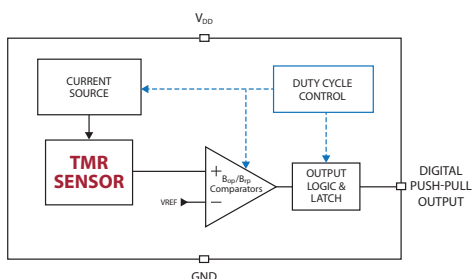 VDD
CURRENT
SOURCE
DUTY CYCLE
CONTROL
TMR
SENSOR
+
Bop/Brp
Comparators
VREF
−
OUTPUT
LOGIC &
LATCH
DIGITAL
PUSH-PULL
OUTPUT
GND